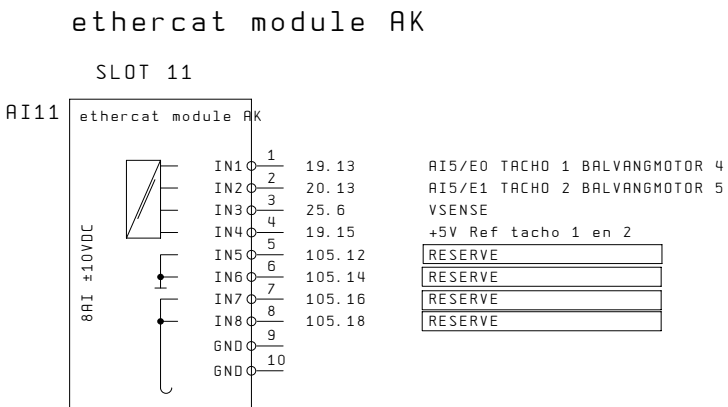 ethercat module AK
SLOT 11
AI11
ethercat module AK
8AI ±10VDC
IN1 1 19.13 AI5/E0 TACHO 1 BALVANGMOTOR 4
IN2 2 20.13 AI5/E1 TACHO 2 BALVANGMOTOR 5
IN3 3 25.6 VSENSE
IN4 4 19.15 +5V Ref tacho 1 en 2
IN5 5 105.12 RESERVE
IN6 6 105.14 RESERVE
IN7 7 105.16 RESERVE
IN8 8 105.18 RESERVE
GND 9
GND 10